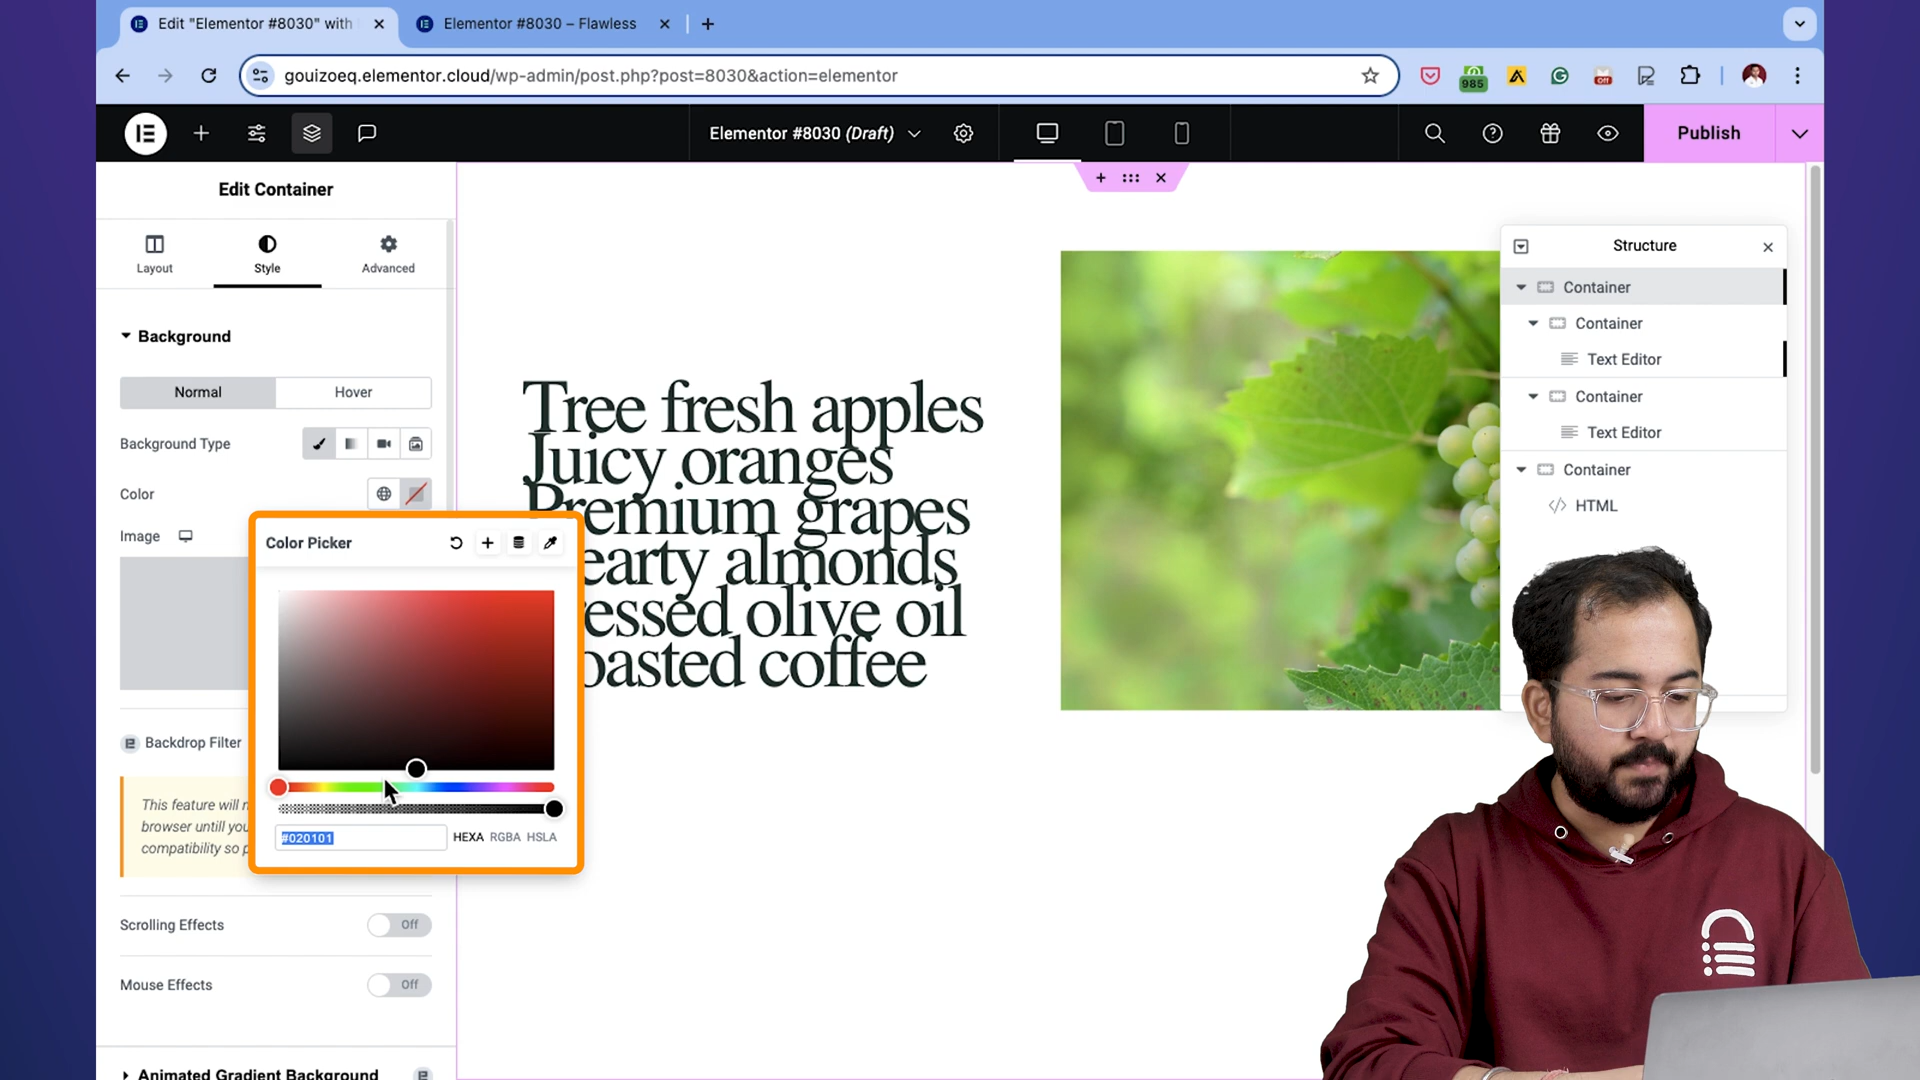 Edit "Elementor #8030" with
Elementor #8030 – Flawless
gouizoeq.elementor.cloud/wp-admin/post.php?post=8030&action=elementor
985
Off
Elementor #8030 (Draft)
Publish
Edit Container
Layout
Style
Advanced
Background
Normal
Hover
Background Type
Color
Image
Color Picker
#020101
HEXA RGBA HSLA
Backdrop Filter
This feature will
browser untill you
compatibility so
Scrolling Effects
Off
Mouse Effects
Off
Animated Gradient Background
Tree fresh apples
Juicy oranges
Premium grapes
earty almonds
essed olive oil
oasted coffee
Structure
Container
Container
Text Editor
Container
Text Editor
Container
HTML